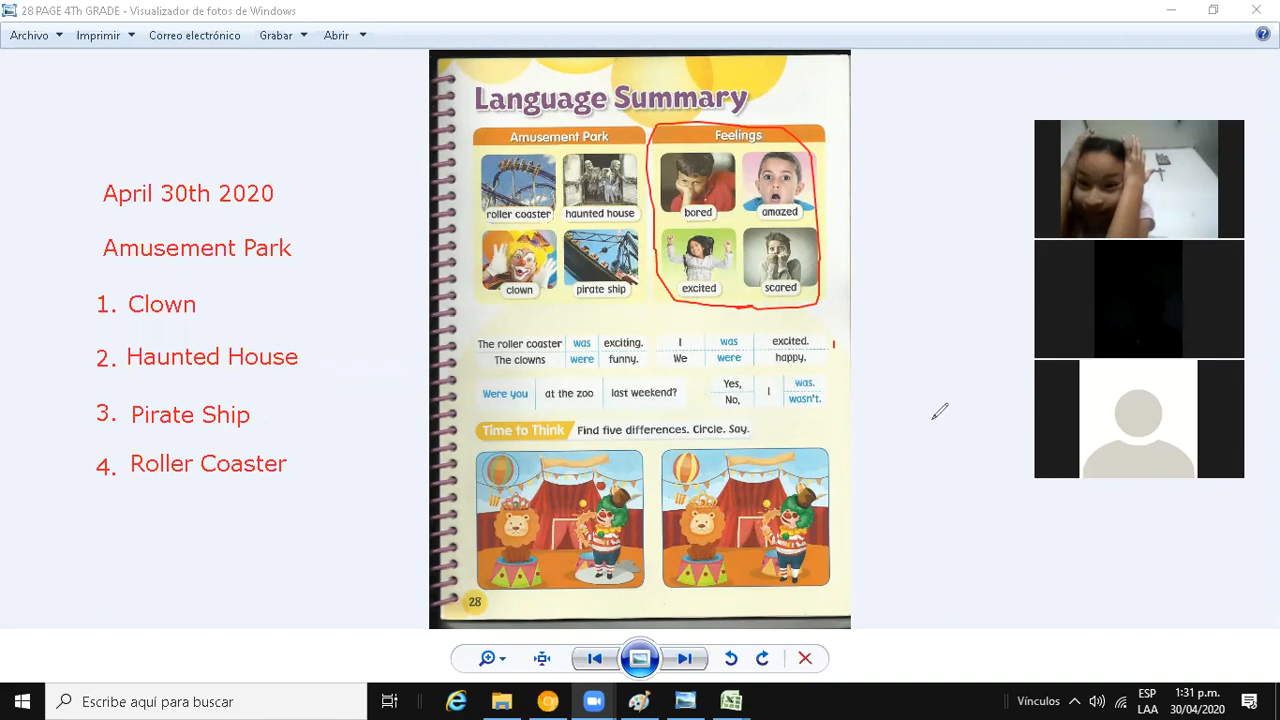 28 PAGE 4Th GRADE - Visualizador de fotos de Windows
Archivo Imprimir Correo electrónico Grabar Abrir
Language Summary
Amusement Park
roller coaster haunted house
clown pirate ship
Feelings
bored amazed
excited scared
April 30th 2020
Amusement Park
1. Clown
2. Haunted House
3. Pirate Ship
4. Roller Coaster
The roller coaster was exciting.
The clowns were funny.
I was excited.
We were happy.
Were you at the zoo last weekend?
Yes, I was.
No, wasn't.
Time to Think Find five differences. Circle. Say.
28
Escribe aquí para buscar
Vínculos
ESP
LAA
1:31 p.m.
30/04/2020